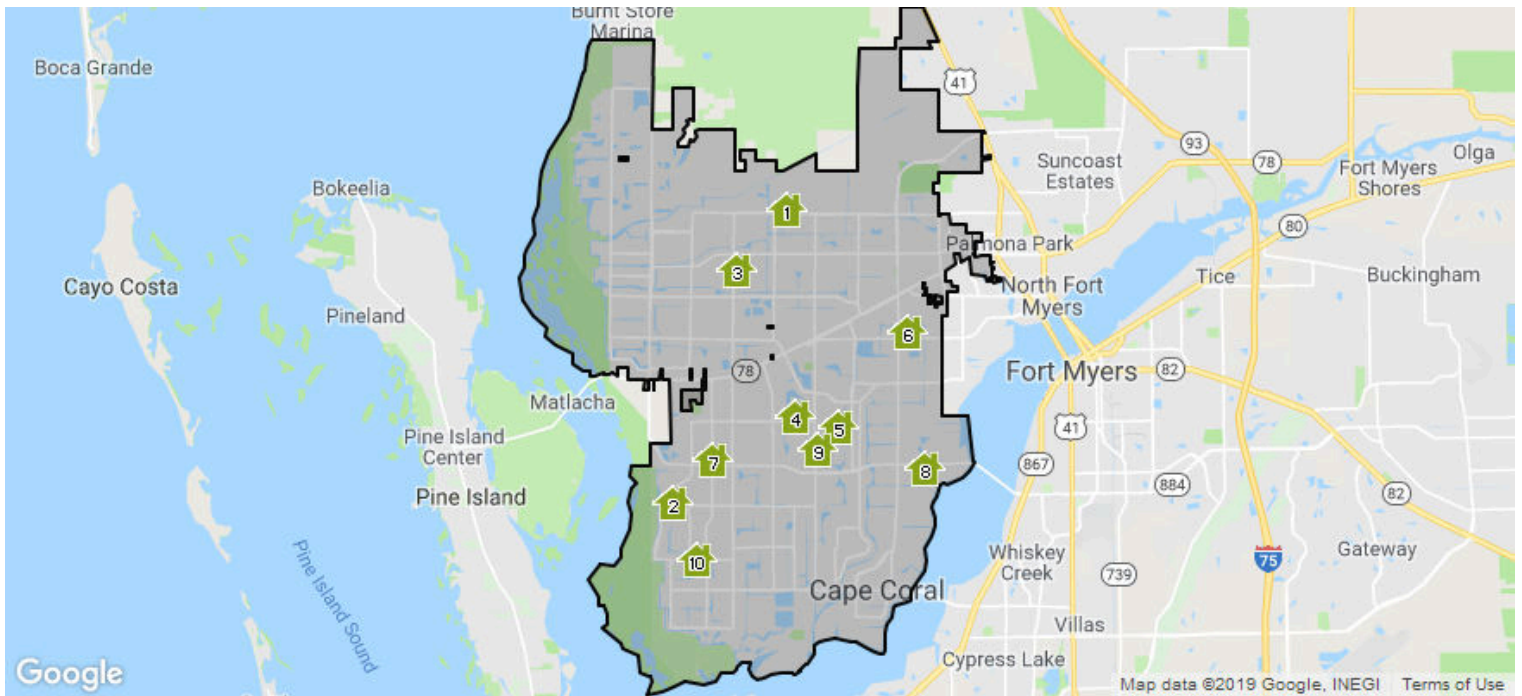 Burnt Store
Marina
Boca Grande
41
93
78
Suncoast
Estates
Olga
Fort Myers
Shores
Bokeelia
1
80
Palmona Park
3
Tice
Buckingham
Cayo Costa
North Fort
Myers
Pineland
6
78
Fort Myers
82
Matlacha
4
5
41
Pine Island
Center
9
7
8
867
884
82
Pine Island
2
Pine Island Sound
Whiskey
Creek
Gateway
10
739
75
Cape Coral
Villas
Cypress Lake
Google
Map data ©2019 Google, INEGI
Terms of Use